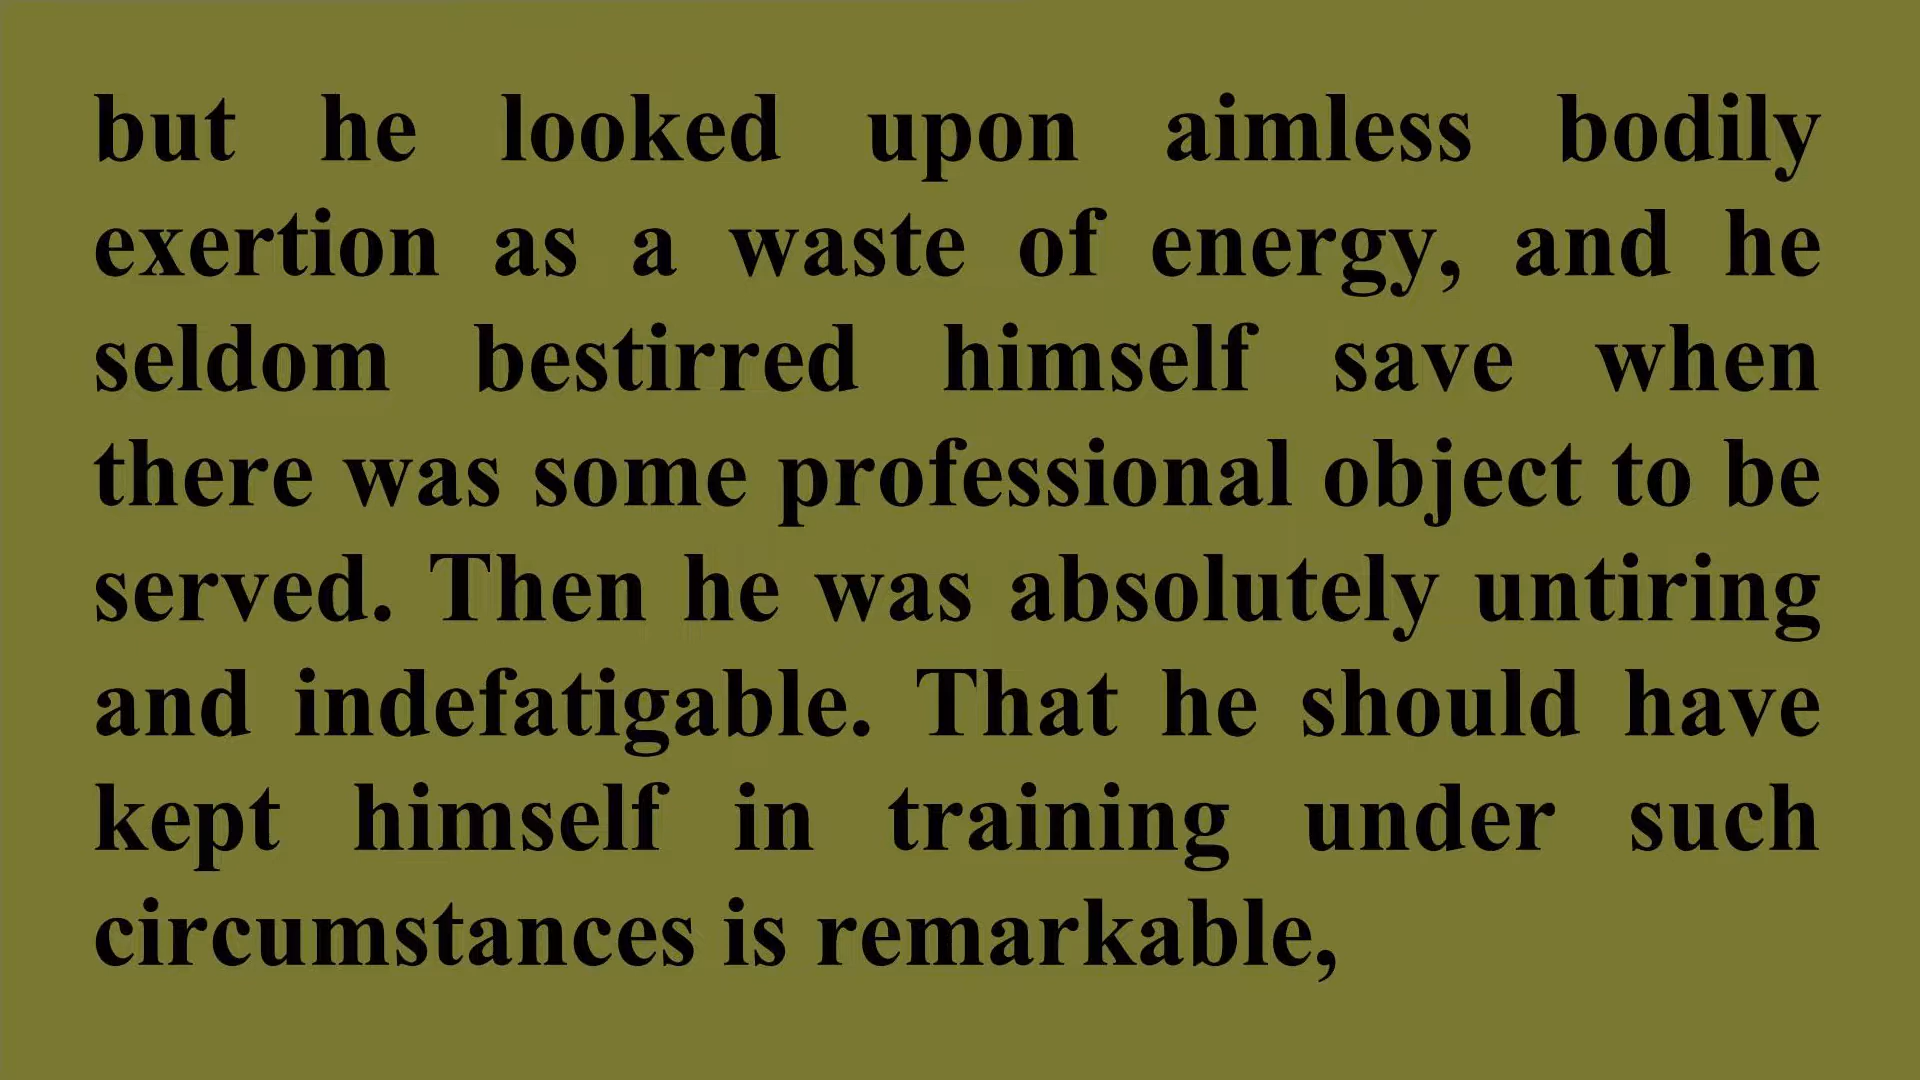 but he looked upon aimless bodily
exertion as a waste of energy, and he
seldom bestirred himself save when
there was some professional object to be
served. Then he was absolutely untiring
and indefatigable. That he should have
kept himself in training under such
circumstances is remarkable,